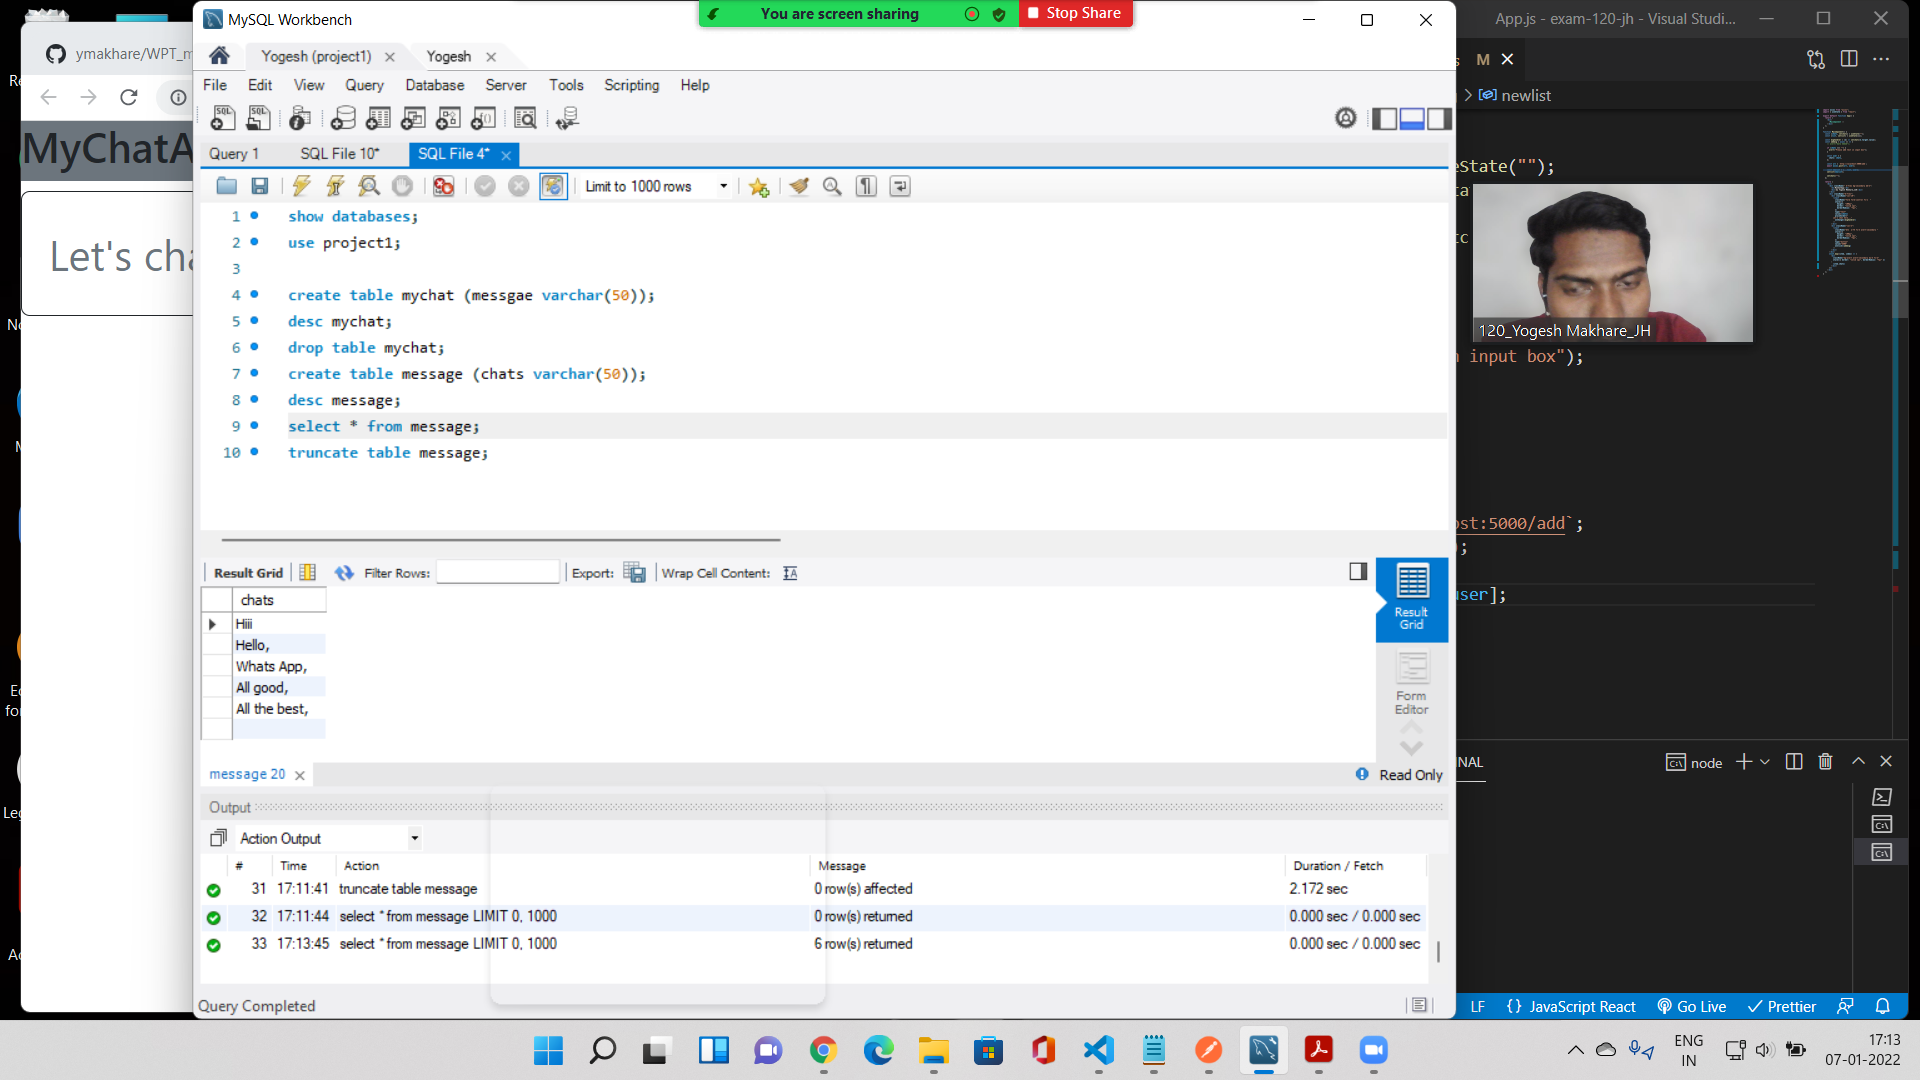 MySQL Workbench
You are screen sharing
Stop Share
App.js - exam-120-jh - Visual Studi...
ymakhare/WPT_m
Yogesh (project1)
Yogesh
M
File Edit View Query Database Server Tools Scripting Help
newlist
MyChatA
Query 1
SQL File 10*
SQL File 4*
Limit to 1000 rows
eState("");
Let's cha
1 show databases;
2 use project1;
3
4 create table mychat (messgae varchar(50));
5 desc mychat;
6 drop table mychat;
7 create table message (chats varchar(50));
8 desc message;
9 select * from message;
10 truncate table message;
120_Yogesh Makhare_JH
input box");
ost:5000/add`;
user];
Result Grid
Filter Rows:
Export:
Wrap Cell Content:
chats
Hiii
Hello,
Whats App,
All good,
All the best,
Result
Grid
Form
Editor
message 20
Read Only
NAL
node
Output
Action Output
# Time Action Message Duration / Fetch
31 17:11:41 truncate table message 0 row(s) affected 2.172 sec
32 17:11:44 select * from message LIMIT 0, 1000 0 row(s) returned 0.000 sec / 0.000 sec
33 17:13:45 select * from message LIMIT 0, 1000 6 row(s) returned 0.000 sec / 0.000 sec
Query Completed
LF {} JavaScript React Go Live Prettier
ENG
IN
17:13
07-01-2022